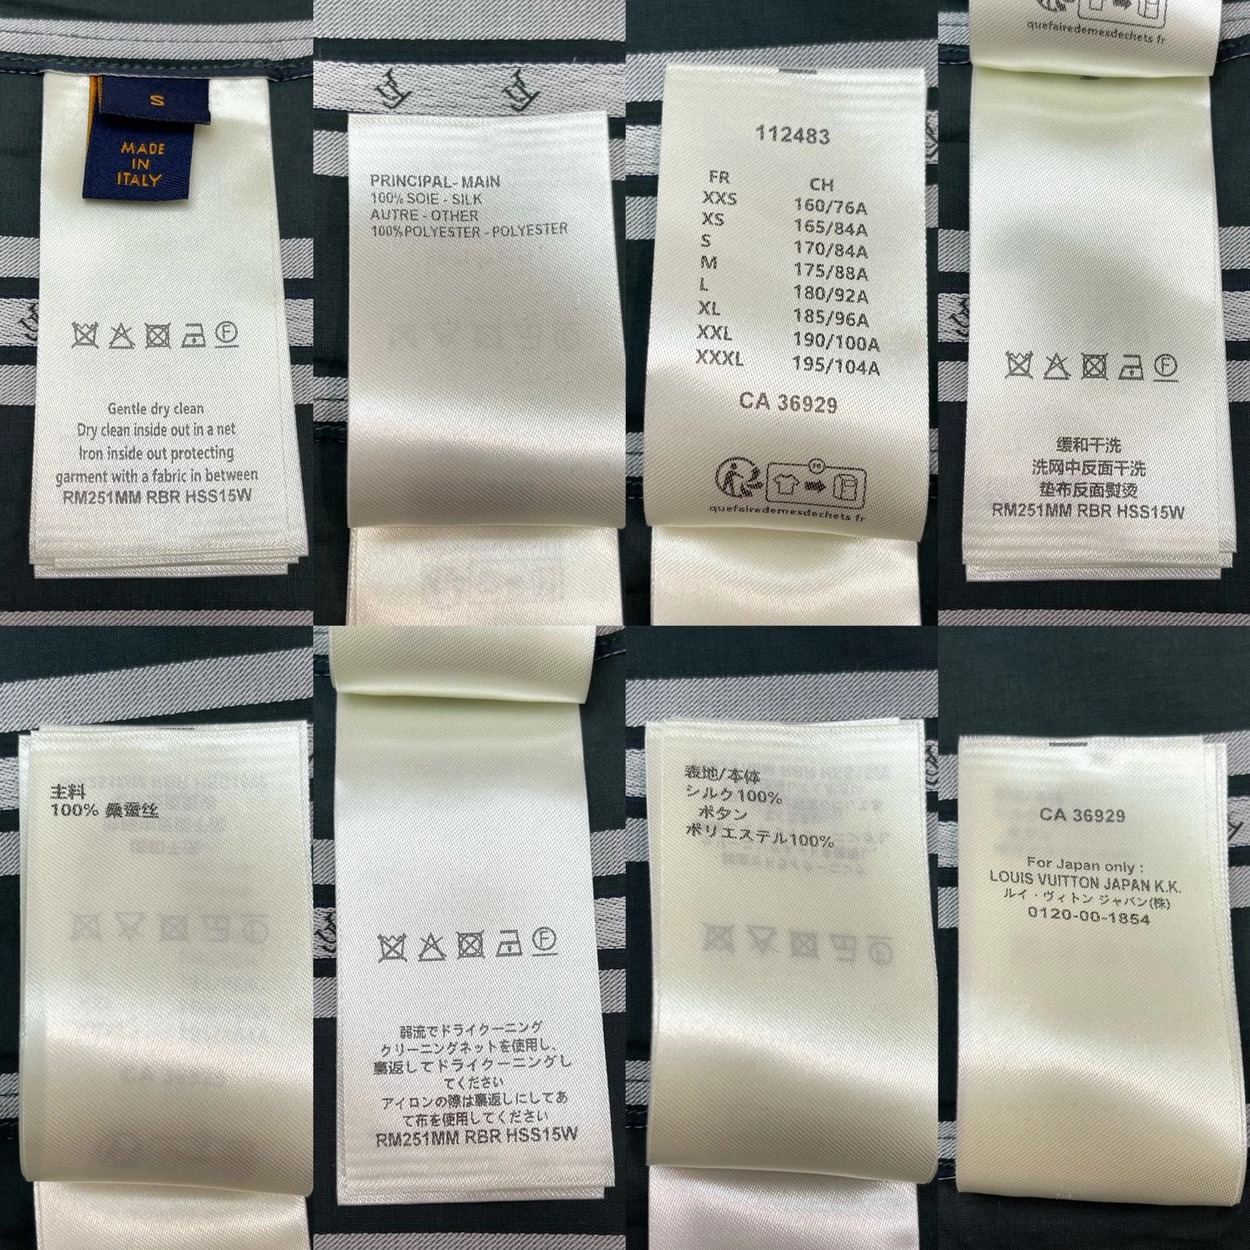 S
MADE
IN
ITALY
Gentle dry clean
Dry clean inside out in a net
Iron inside out protecting
garment with a fabric in between
RM251MM RBR HSS15W
PRINCIPAL- MAIN
100% SOIE - SILK
AUTRE - OTHER
100%POLYESTER - POLYESTER
112483
FR CH
XXS 160/76A
XS 165/84A
S 170/84A
M 175/88A
L 180/92A
XL 185/96A
XXL 190/100A
XXXL 195/104A
CA 36929
FR
quefairedemesdechets fr
quefairedemesdechets fr
F
缓和干洗
洗网中反面干洗
垫布反面熨烫
RM251MM RBR HSS15W
主料
100% 桑蚕丝
F
弱流でドライクーニング
クリーニングネットを使用し、
裏返してドライクーニングし
てください
アイロンの際は裏返しにしてあ
て布を使用してください
RM251MM RBR HSS15W
表地/本体
シルク100%
ボタン
ポリエステル100%
CA 36929
For Japan only :
LOUIS VUITTON JAPAN K.K.
ルイ・ヴィトン ジャパン(株)
0120-00-1854